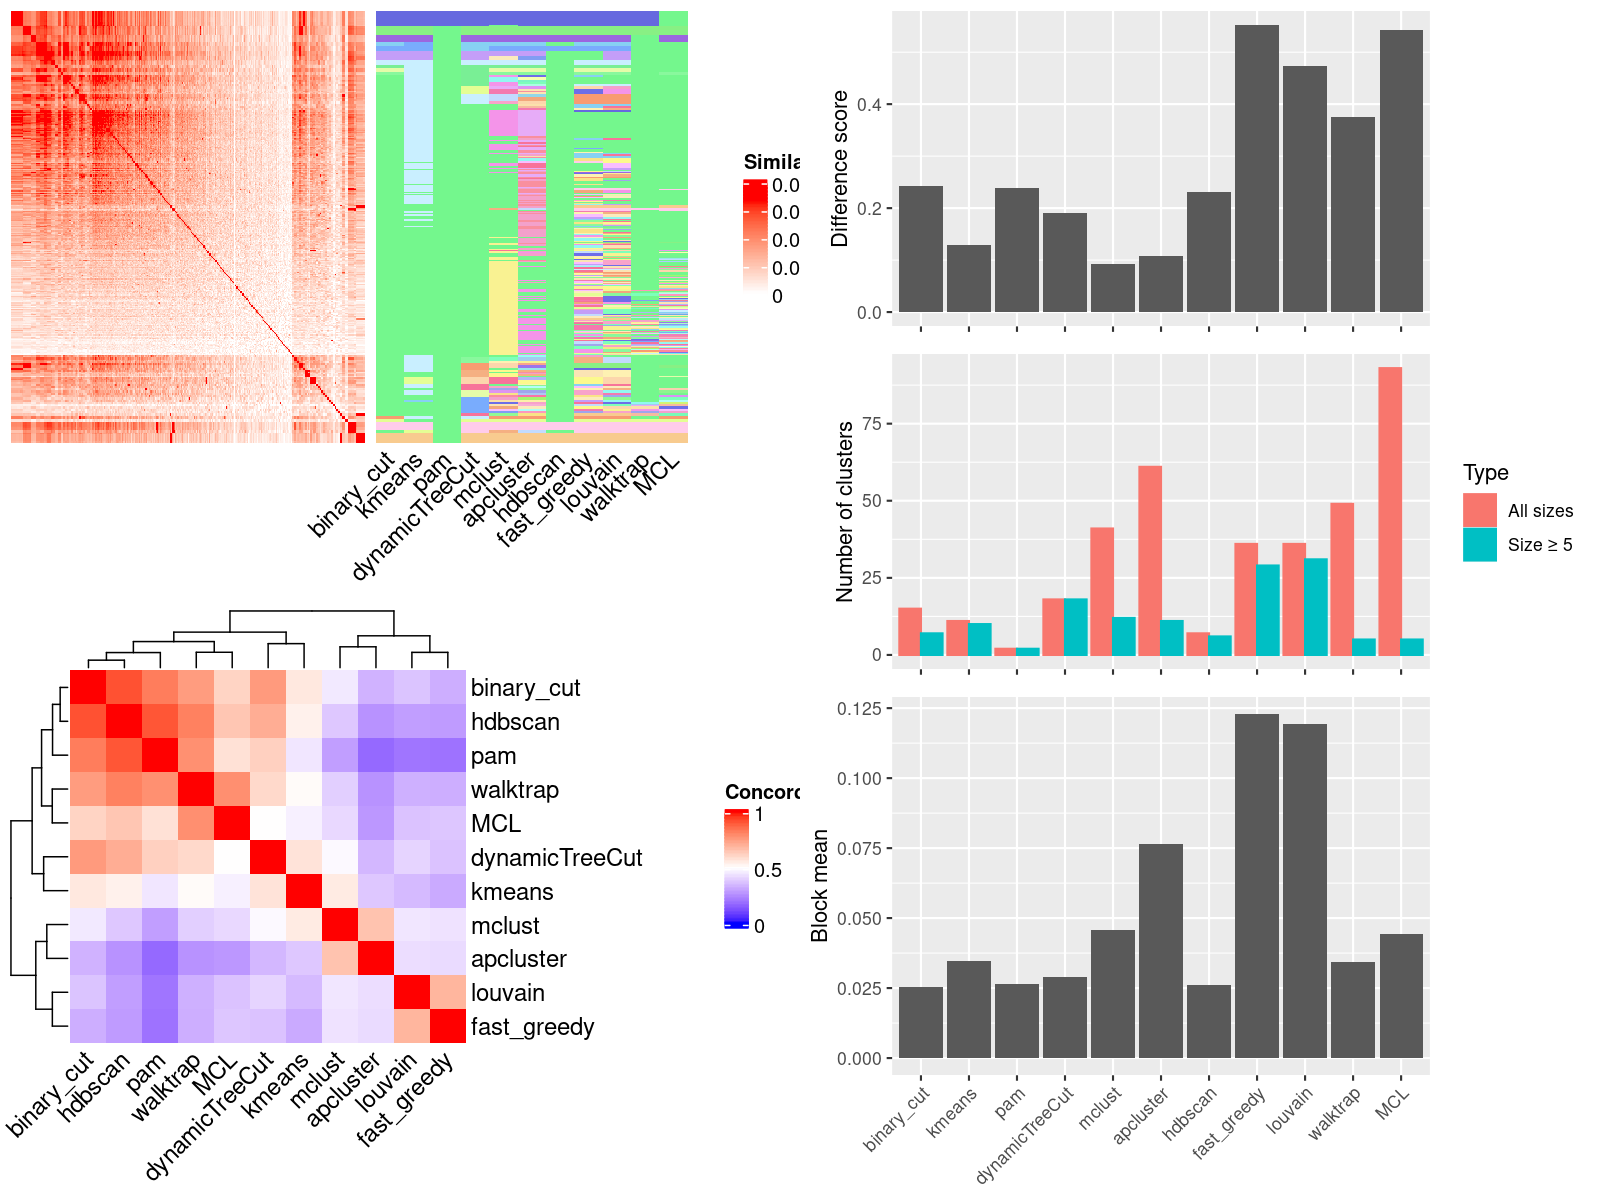 Simila
0.0
0.0
0.0
0.0
0
binary_cut
kmeans
pam
dynamicTreeCut
mclust
apcluster
hdbscan
fast_greedy
louvain
walktrap
MCL
binary_cut
hdbscan
pam
walktrap
MCL
dynamicTreeCut
kmeans
mclust
apcluster
louvain
fast_greedy
binary_cut
hdbscan
pam
walktrap
MCL
dynamicTreeCut
kmeans
mclust
apcluster
louvain
fast_greedy
Concord
1
0.5
0
Difference score
0.4
0.2
0.0
Number of clusters
75
50
25
0
Type
All sizes
Size ≥ 5
Block mean
0.125
0.100
0.075
0.050
0.025
0.000
binary_cut
kmeans
pam
dynamicTreeCut
mclust
apcluster
hdbscan
fast_greedy
louvain
walktrap
MCL